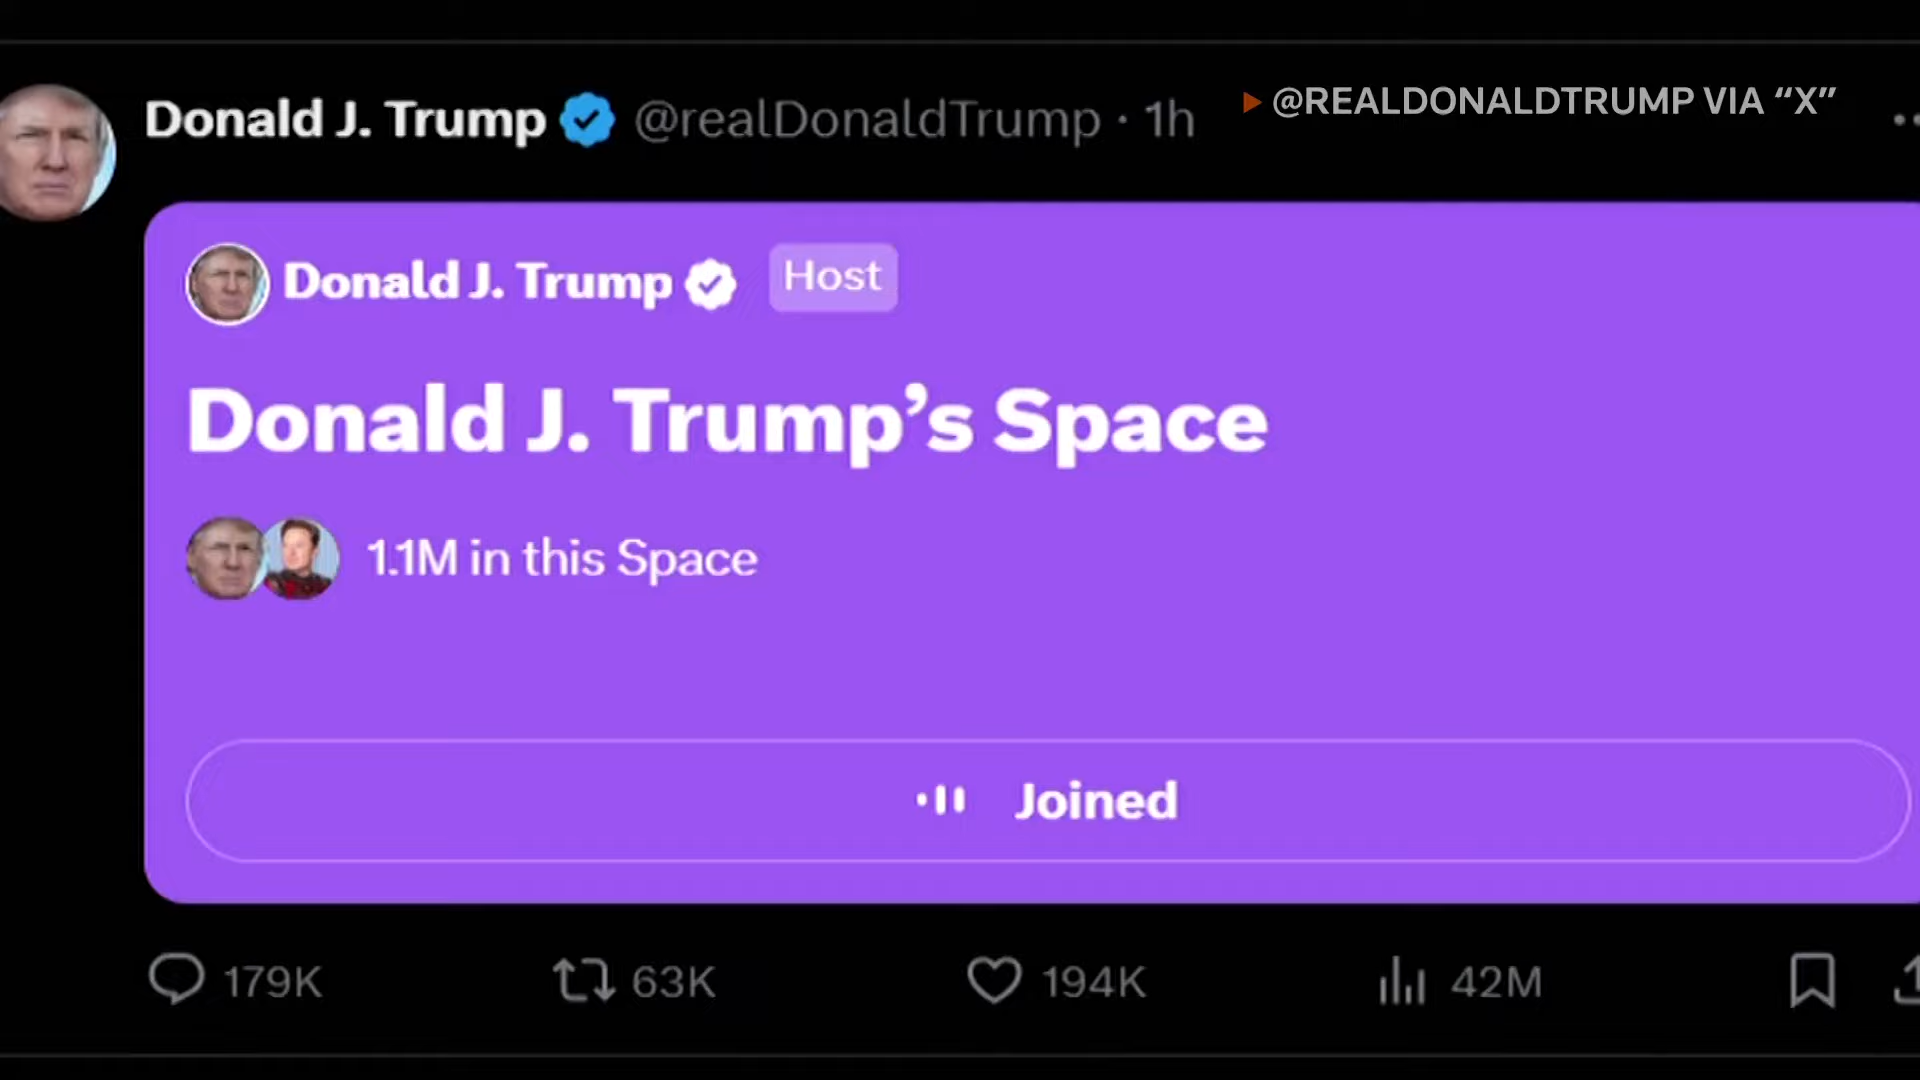 Donald J. Trump @realDonaldTrump · 1h
@REALDONALDTRUMP VIA “X”
Donald J. Trump Host
Donald J. Trump’s Space
1.1M in this Space
Joined
179K 63K 194K 42M